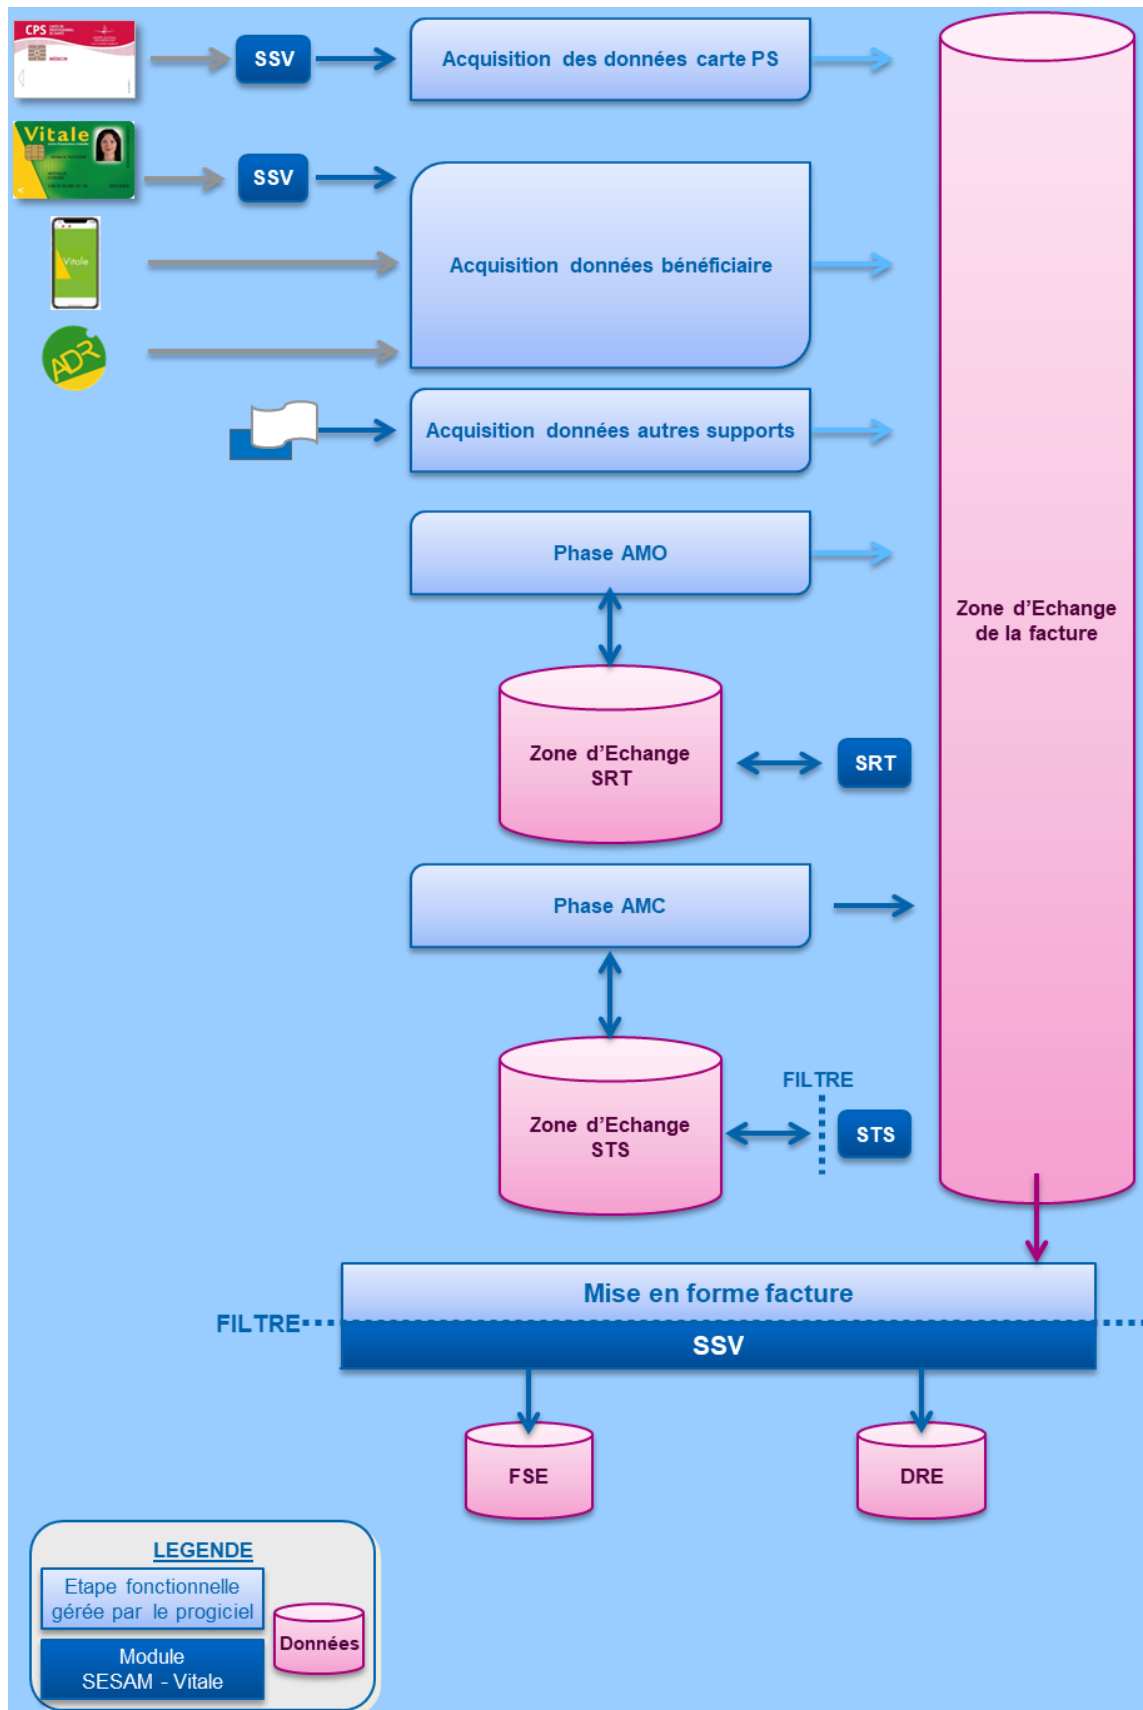 CPS
SSV
Acquisition des données carte PS
MÉDECIN
Vitale
SSV
Vitale
Acquisition données bénéficiaire
ADR
Acquisition données autres supports
Phase AMO
Zone d'Echange
de la facture
Zone d'Echange
SRT
SRT
Phase AMC
FILTRE
Zone d'Echange
STS
STS
Mise en forme facture
FILTRE
SSV
FSE
DRE
LEGENDE
Etape fonctionnelle
gérée par le progiciel
Données
Module
SESAM - Vitale